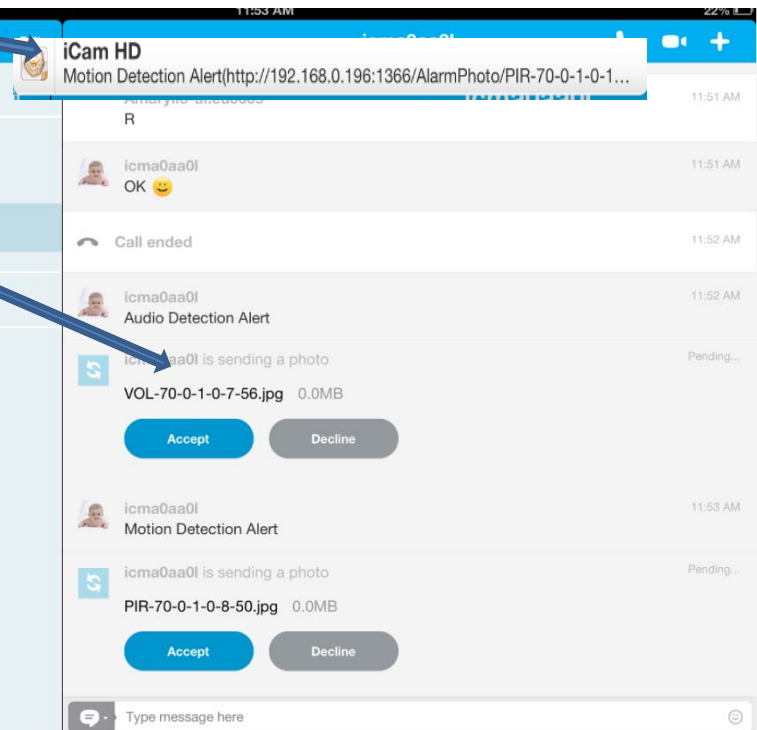 11:53 AM
22%
iCam HD
Motion Detection Alert(http://192.168.0.196:1366/AlarmPhoto/PIR-70-0-1-0-1...
11:51 AM
R
icma0aa0l
11:51 AM
OK 😃
Call ended
11:52 AM
icma0aa0l
11:52 AM
Audio Detection Alert
is sending a photo
Pending...
VOL-70-0-1-0-7-56.jpg 0.0MB
Accept
Decline
icma0aa0l
11:53 AM
Motion Detection Alert
icma0aa0l is sending a photo
Pending...
PIR-70-0-1-0-8-50.jpg 0.0MB
Accept
Decline
Type message here